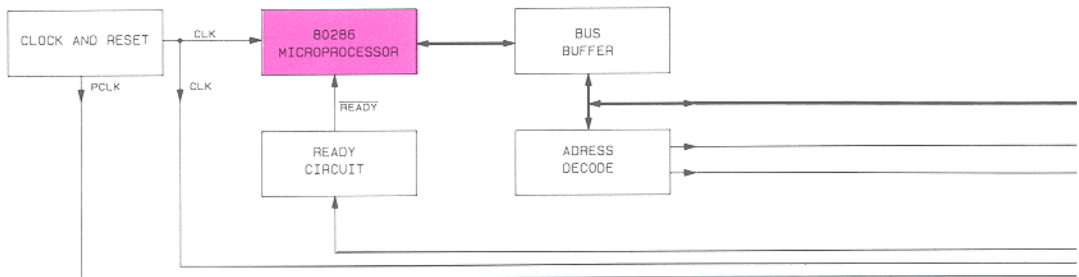 CLOCK AND RESET
CLK
80286
MICROPROCESSOR
BUS
BUFFER
PCLK
CLK
READY
READY
CIRCUIT
ADRESS
DECODE